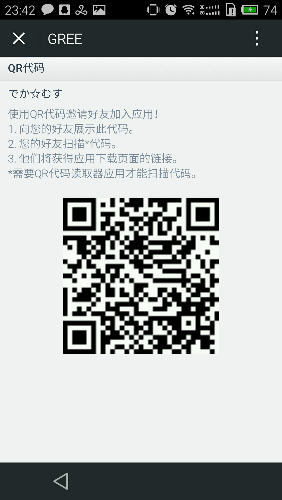 23:42
74
GREE
QR代码
でか☆むす
使用QR代码邀请好友加入应用！
1. 向您的好友展示此代码。
2. 您的好友扫描*代码。
3. 他们将获得应用下载页面的链接。
*需要QR代码读取器应用才能扫描代码。